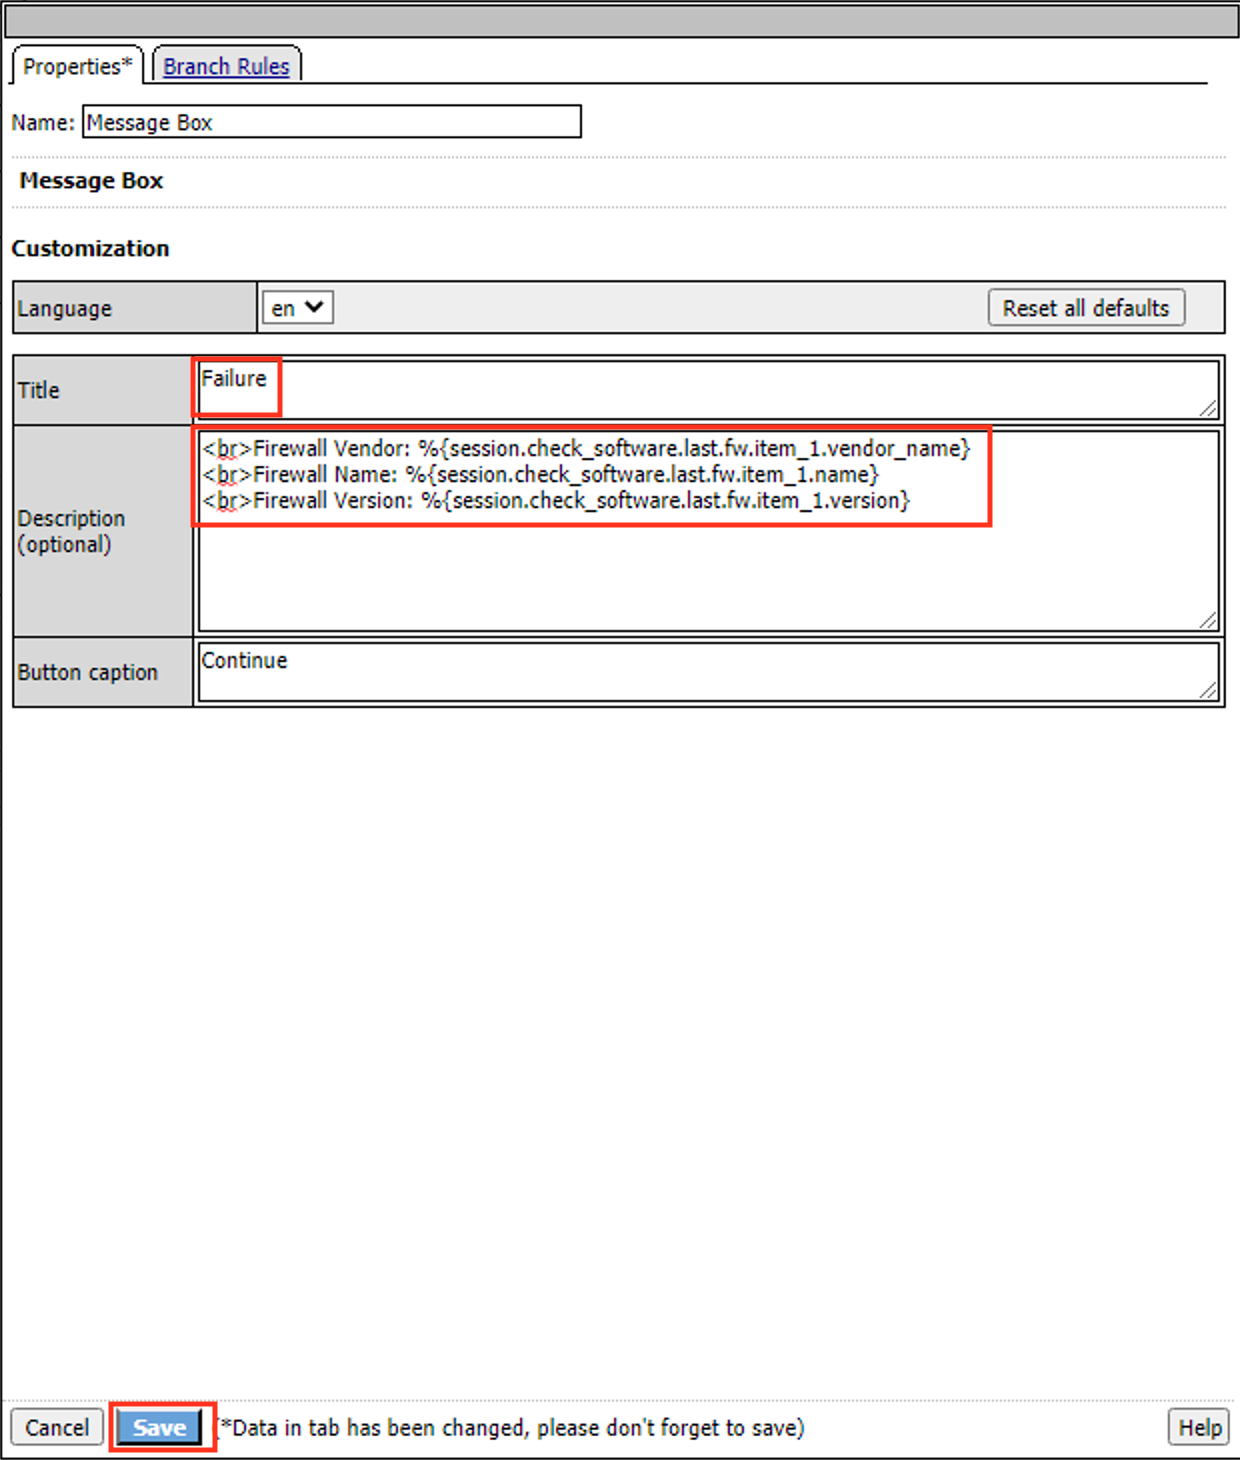 Properties* Branch Rules
Name: Message Box
Message Box
Customization
Language en Reset all defaults
Title Failure
Description
(optional)
<br>Firewall Vendor: %{session.check_software.last.fw.item_1.vendor_name}
<br>Firewall Name: %{session.check_software.last.fw.item_1.name}
<br>Firewall Version: %{session.check_software.last.fw.item_1.version}
Button caption Continue
Cancel Save (*Data in tab has been changed, please don't forget to save) Help